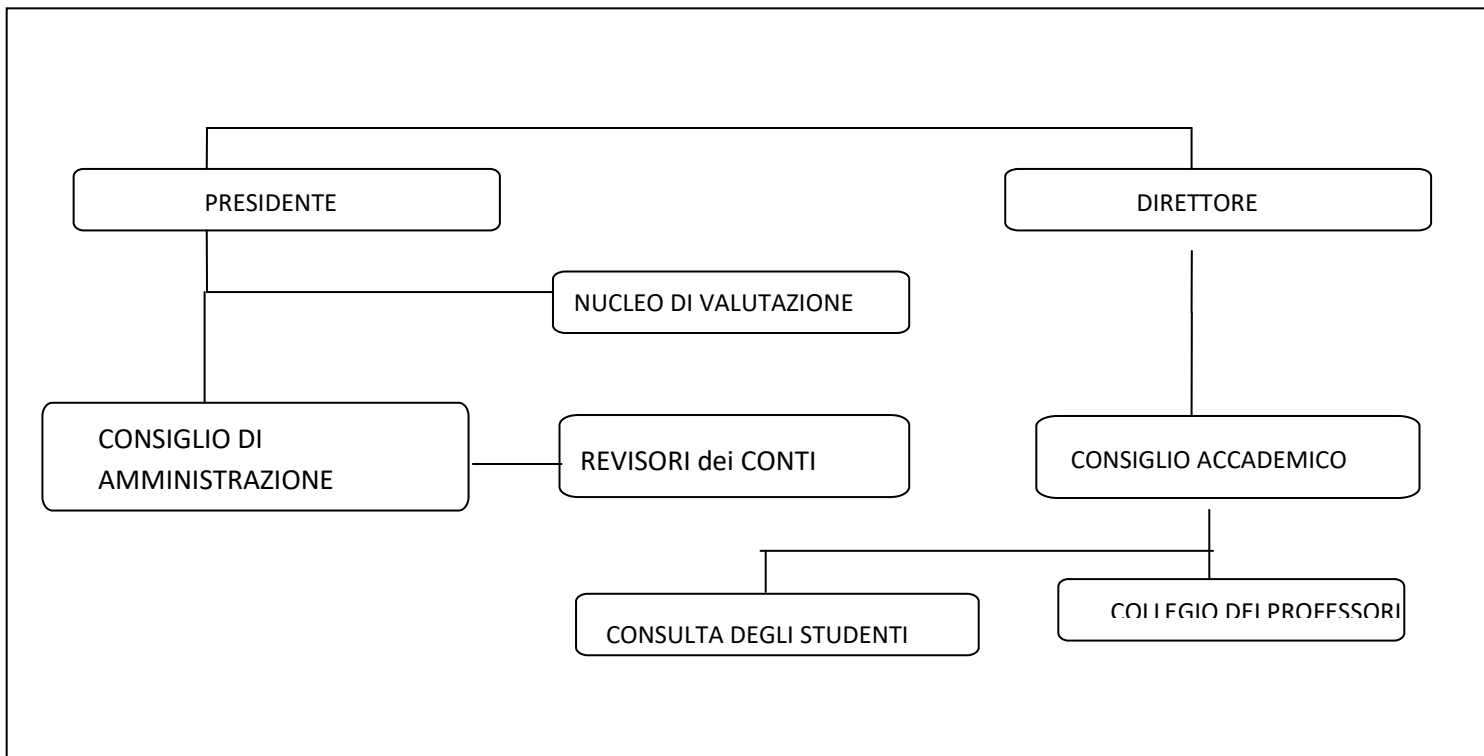 PRESIDENTE
DIRETTORE
NUCLEO DI VALUTAZIONE
CONSIGLIO DI
AMMINISTRAZIONE
REVISORI dei CONTI
CONSIGLIO ACCADEMICO
CONSULTA DEGLI STUDENTI
COLLEGIO DEI PROFESSORI